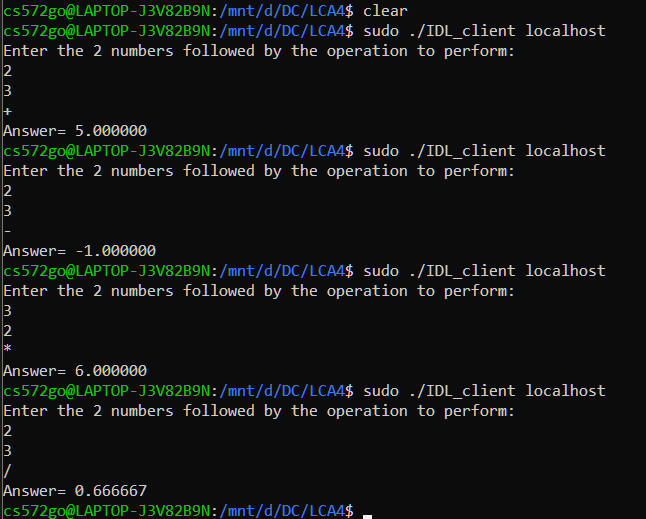 cs572go@LAPTOP-J3V82B9N:/mnt/d/DC/LCA4$ clear
cs572go@LAPTOP-J3V82B9N:/mnt/d/DC/LCA4$ sudo ./IDL_client localhost
Enter the 2 numbers followed by the operation to perform:
2
3
+
Answer= 5.000000
cs572go@LAPTOP-J3V82B9N:/mnt/d/DC/LCA4$ sudo ./IDL_client localhost
Enter the 2 numbers followed by the operation to perform:
2
3
-
Answer= -1.000000
cs572go@LAPTOP-J3V82B9N:/mnt/d/DC/LCA4$ sudo ./IDL_client localhost
Enter the 2 numbers followed by the operation to perform:
3
2
*
Answer= 6.000000
cs572go@LAPTOP-J3V82B9N:/mnt/d/DC/LCA4$ sudo ./IDL_client localhost
Enter the 2 numbers followed by the operation to perform:
2
3
/
Answer= 0.666667
cs572go@LAPTOP-J3V82B9N:/mnt/d/DC/LCA4$